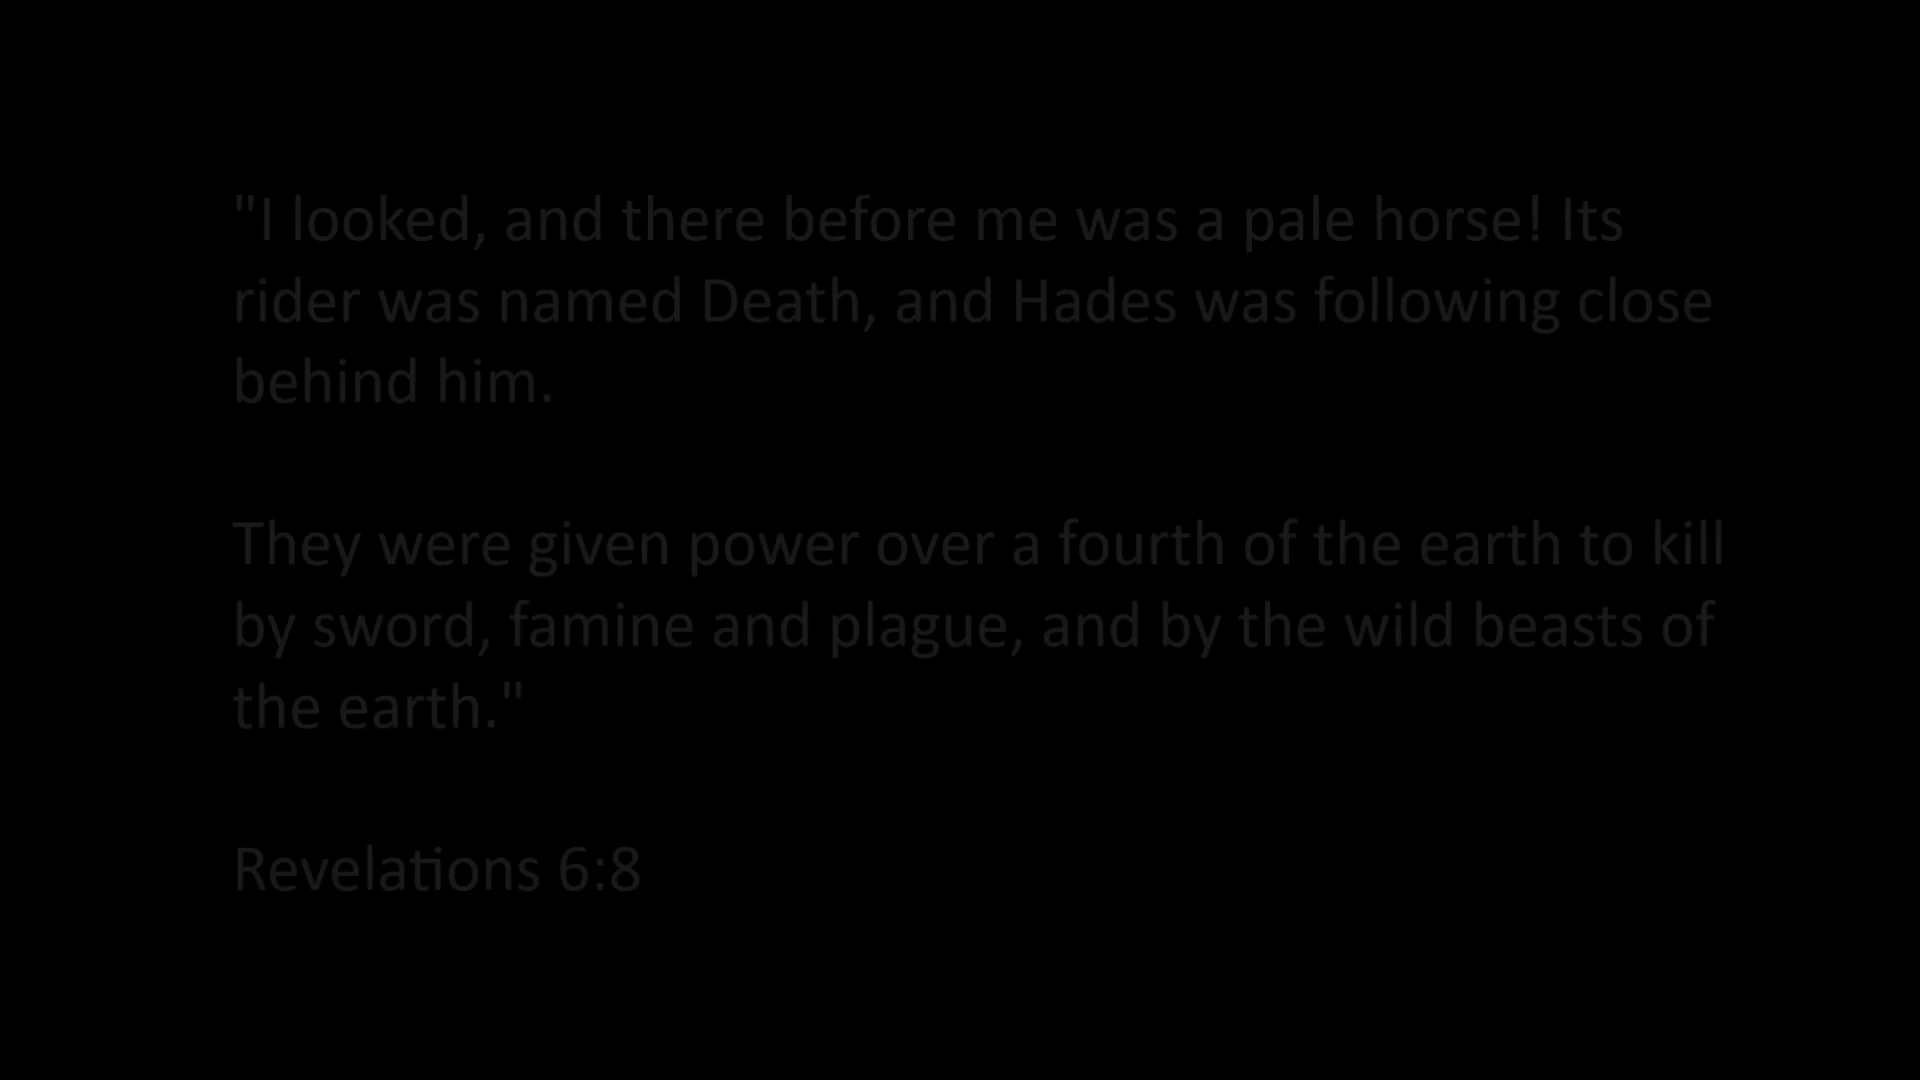 "I looked, and there before me was a pale horse! Its
rider was named Death, and Hades was following close
behind him.
They were given power over a fourth of the earth to kill
by sword, famine and plague, and by the wild beasts of
the earth."
Revelations 6:8